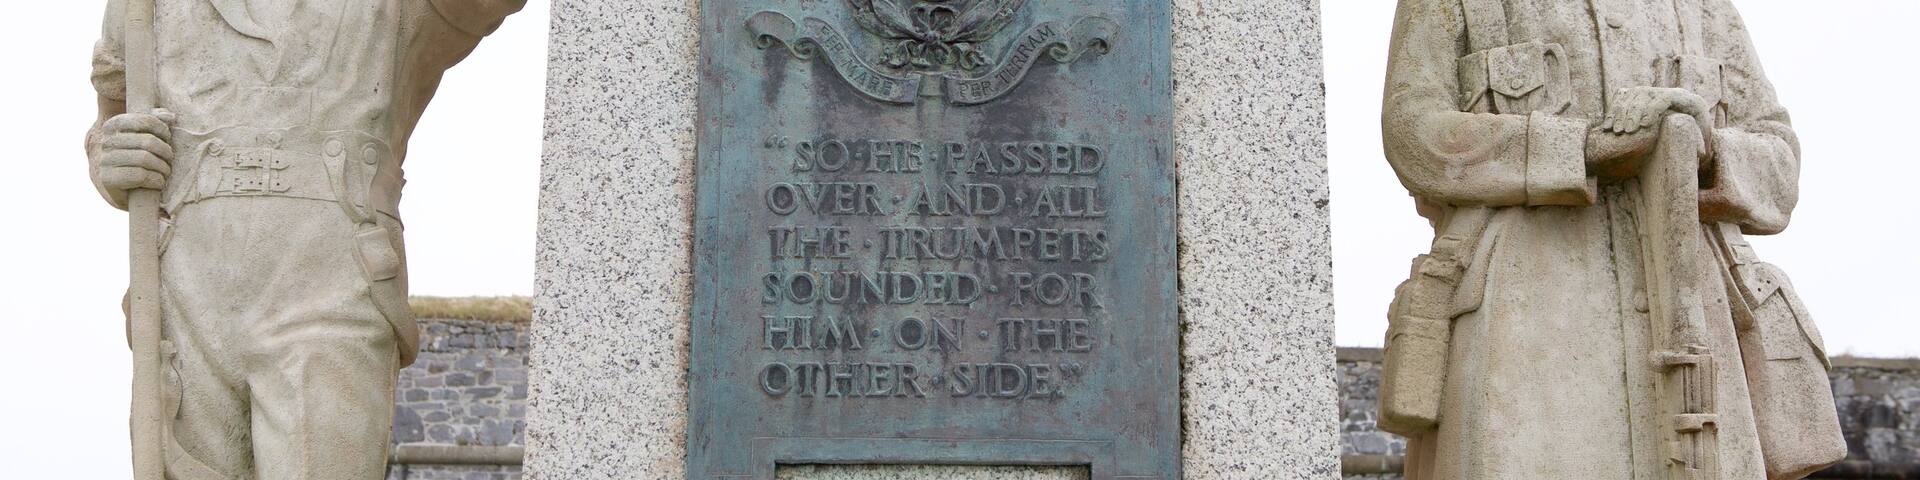 PER MARE PER TERRAM
“SO·HE·PASSED
OVER·AND·ALL
THE·TRUMPETS
SOUNDED·FOR
HIM·ON·THE
OTHER·SIDE.”